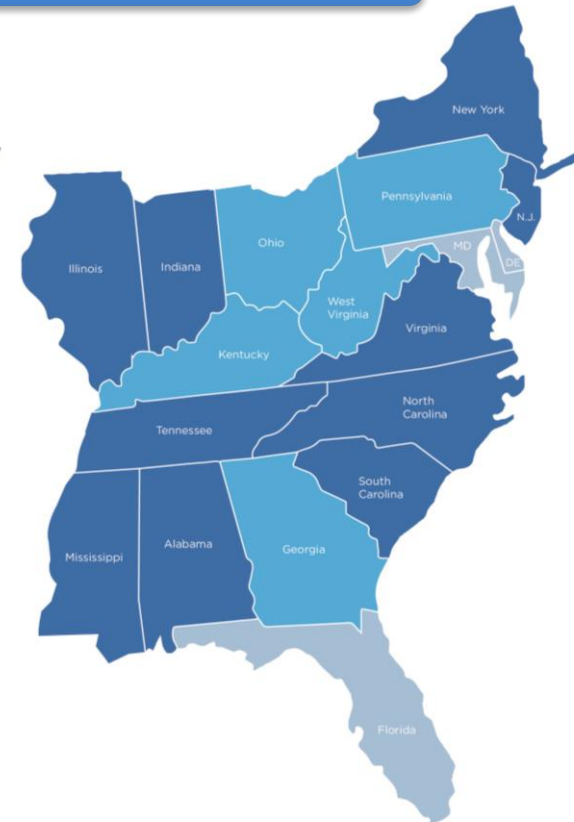 New York
Pennsylvania
N.J.
Ohio
MD
DE
Illinois
Indiana
West
Virginia
Virginia
Kentucky
North
Carolina
Tennessee
South
Carolina
Mississippi
Alabama
Georgia
Florida